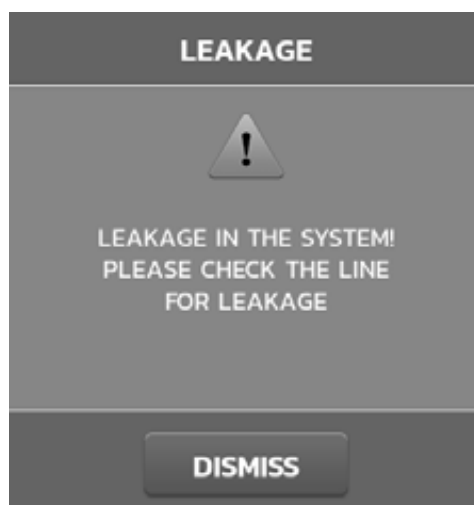 LEAKAGE
!
LEAKAGE IN THE SYSTEM!
PLEASE CHECK THE LINE
FOR LEAKAGE
DISMISS